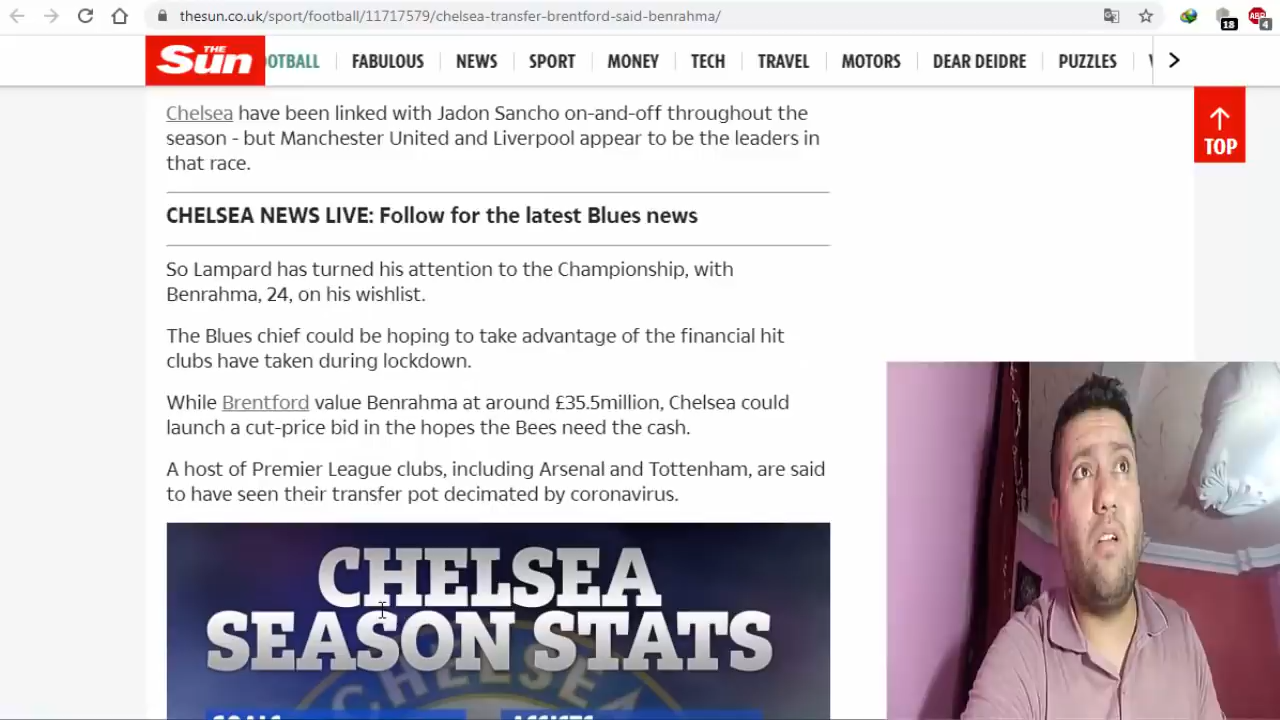 thesun.co.uk/sport/football/11717579/chelsea-transfer-brentford-said-benrahma/
18
4
THE
Sun
OOTBALL
FABULOUS
NEWS
SPORT
MONEY
TECH
TRAVEL
MOTORS
DEAR DEIDRE
PUZZLES
TOP
Chelsea have been linked with Jadon Sancho on-and-off throughout the
season - but Manchester United and Liverpool appear to be the leaders in
that race.
CHELSEA NEWS LIVE: Follow for the latest Blues news
So Lampard has turned his attention to the Championship, with
Benrahma, 24, on his wishlist.
The Blues chief could be hoping to take advantage of the financial hit
clubs have taken during lockdown.
While Brentford value Benrahma at around £35.5million, Chelsea could
launch a cut-price bid in the hopes the Bees need the cash.
A host of Premier League clubs, including Arsenal and Tottenham, are said
to have seen their transfer pot decimated by coronavirus.
CHELSEA
SEASON STATS
CHELSEA
GOALS
ASSISTS